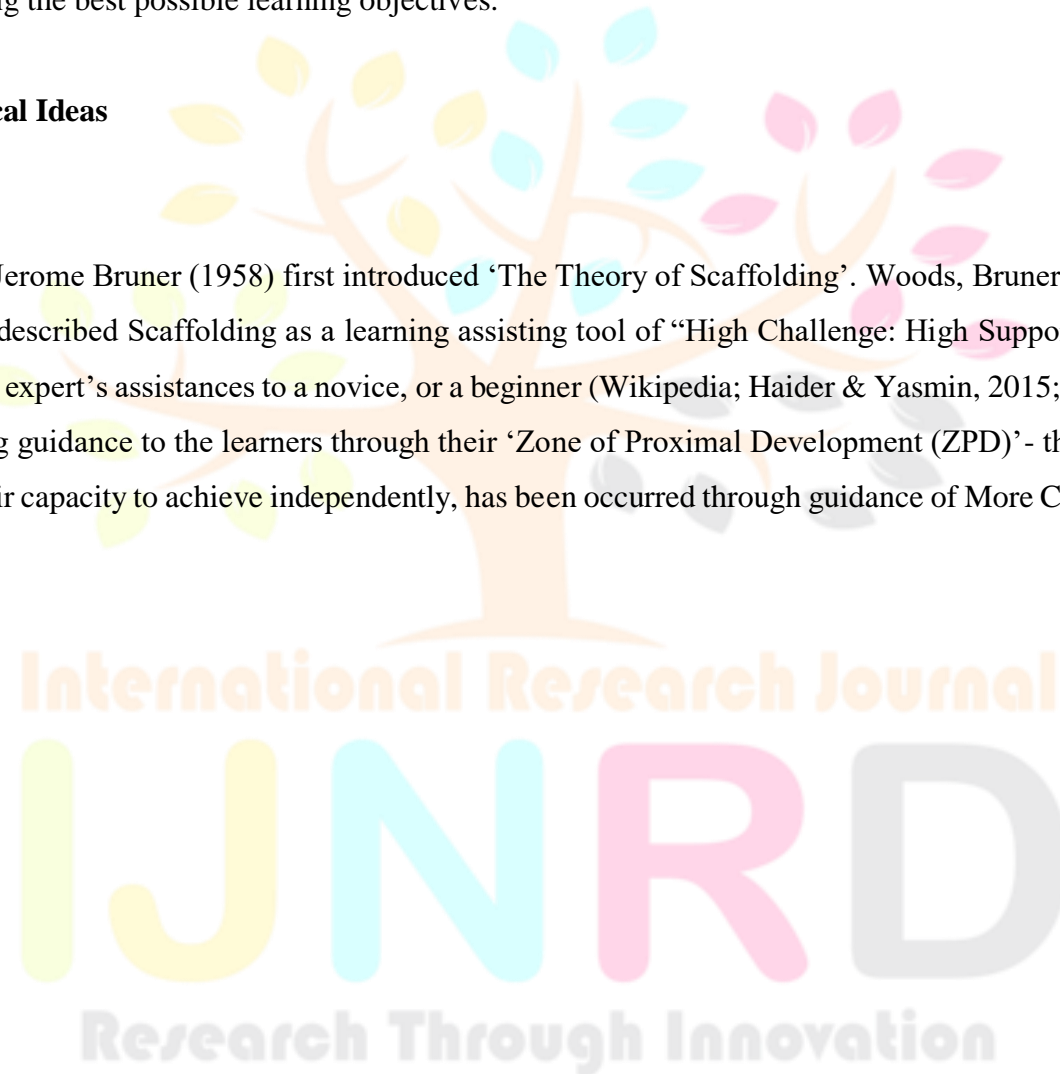 ng the best possible learning objectives.
cal Ideas
Jerome Bruner (1958) first introduced ‘The Theory of Scaffolding’. Woods, Bruner
described Scaffolding as a learning assisting tool of “High Challenge: High Suppo
expert’s assistances to a novice, or a beginner (Wikipedia; Haider & Yasmin, 2015;
g guidance to the learners through their ‘Zone of Proximal Development (ZPD)’- th
ir capacity to achieve independently, has been occurred through guidance of More C
International Research Journal
IJNRD
Research Through Innovation